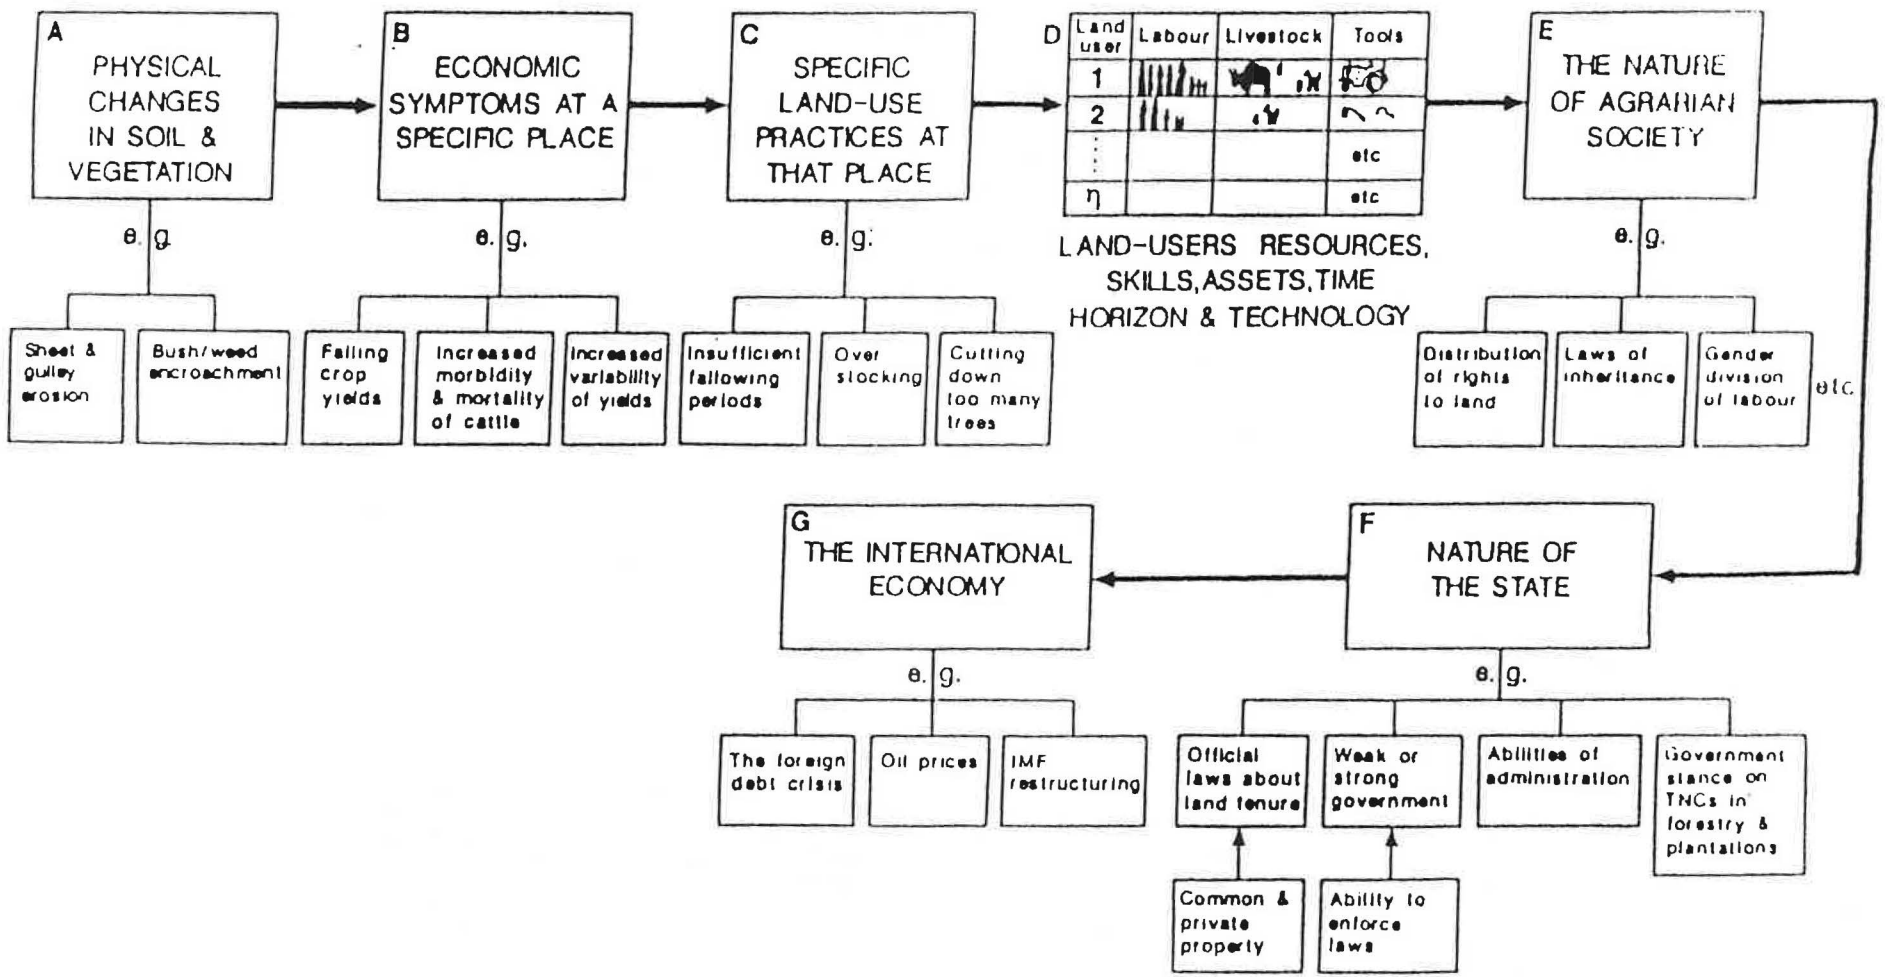 A
PHYSICAL
CHANGES
IN SOIL &
VEGETATION
e. g
Sheet &
gulley
erosion
Bush/weed
encroachment
B
ECONOMIC
SYMPTOMS AT A
SPECIFIC PLACE
e. g.
Falling
crop
yields
Increased
morbidity
& mortality
of cattle
Increased
variability
of yields
C
SPECIFIC
LAND-USE
PRACTICES AT
THAT PLACE
e. g.
Insufficient
fallowing
periods
Over
stocking
Cutting
down
too many
trees
D
Land
user
Labour
Livestock
Tools
1
2
etc
η
etc
LAND-USERS RESOURCES,
SKILLS, ASSETS, TIME
HORIZON & TECHNOLOGY
E
THE NATURE
OF AGRARIAN
SOCIETY
e. g.
Distribution
of rights
to land
Laws of
inheritance
Gender
division
of labour
etc
F
NATURE OF
THE STATE
e. g.
Official
laws about
land tenure
Weak or
strong
government
Abilities of
administration
Government
stance on
TNCs in
forestry &
plantations
Common &
private
property
Ability to
enforce
laws
G
THE INTERNATIONAL
ECONOMY
e. g.
The foreign
debt crisis
Oil prices
IMF
restructuring